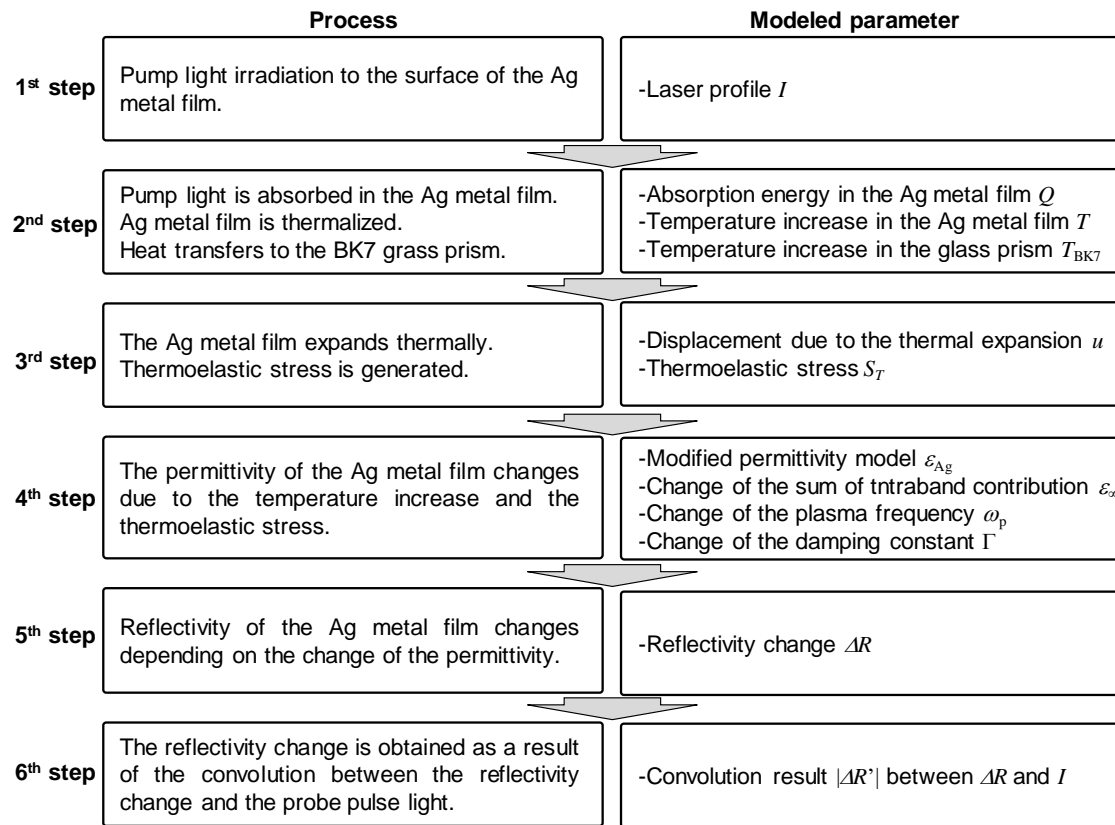 Process
Modeled parameter
1st step
Pump light irradiation to the surface of the Ag
metal film.
-Laser profile I
2nd step
Pump light is absorbed in the Ag metal film.
Ag metal film is thermalized.
Heat transfers to the BK7 grass prism.
-Absorption energy in the Ag metal film Q
-Temperature increase in the Ag metal film T
-Temperature increase in the glass prism TBK7
3rd step
The Ag metal film expands thermally.
Thermoelastic stress is generated.
-Displacement due to the thermal expansion u
-Thermoelastic stress ST
4th step
The permittivity of the Ag metal film changes
due to the temperature increase and the
thermoelastic stress.
-Modified permittivity model εAg
-Change of the sum of tntraband contribution ε∞
-Change of the plasma frequency ωp
-Change of the damping constant Γ
5th step
Reflectivity of the Ag metal film changes
depending on the change of the permittivity.
-Reflectivity change ΔR
6th step
The reflectivity change is obtained as a result
of the convolution between the reflectivity
change and the probe pulse light.
-Convolution result |ΔR’| between ΔR and I